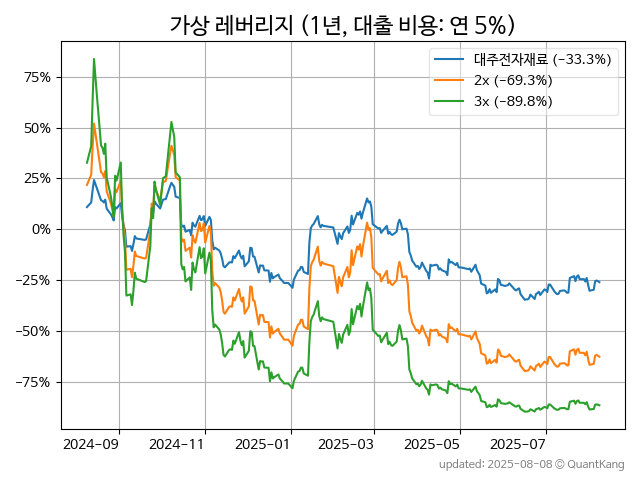 가상 레버리지 (1년, 대출 비용: 연 5%)
대주전자재료 (−33.3%)
2x (−69.3%)
3x (−89.8%)
75%
50%
25%
0%
−25%
−50%
−75%
2024-09 2024-11 2025-01 2025-03 2025-05 2025-07
updated: 2025-08-08 © QuantKang